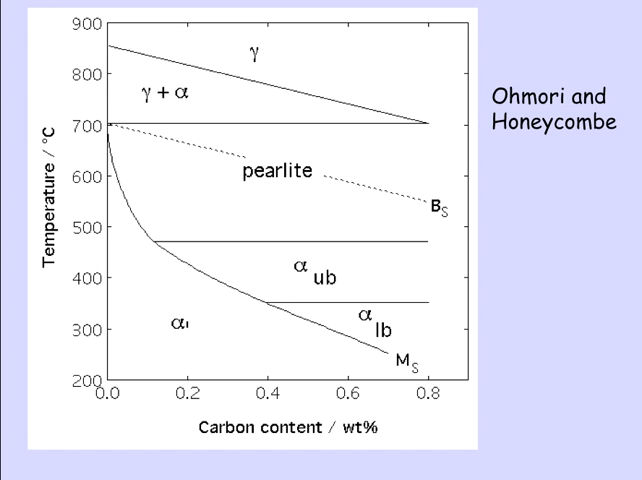 900
800
700
600
500
400
300
200
Temperature / °C
γ
γ + α
pearlite
B_S
α ub
α lb
α'
M_S
0.0 0.2 0.4 0.6 0.8
Carbon content / wt%
Ohmori and
Honeycombe